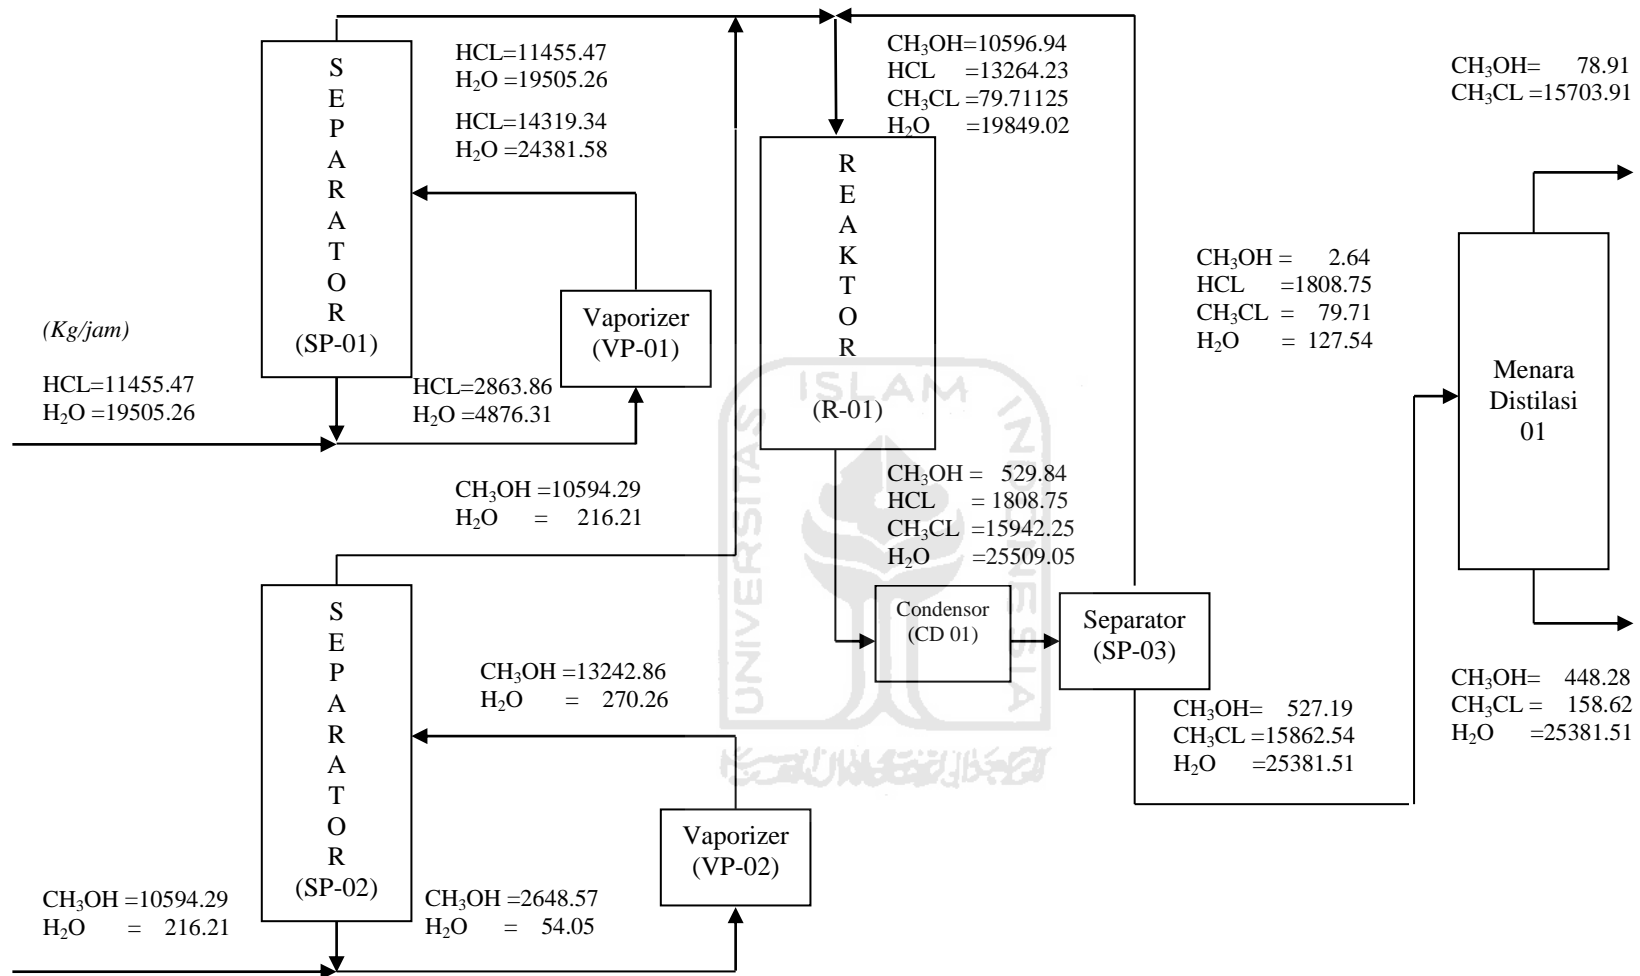 HCL=11455.47
H₂O =19505.26
HCL=14319.34
H₂O =24381.58
S
E
P
A
R
A
T
O
R
(SP-01)
Vaporizer
(VP-01)
(Kg/jam)
HCL=11455.47
H₂O =19505.26
HCL=2863.86
H₂O =4876.31
CH₃OH=10596.94
HCL =13264.23
CH₃CL =79.71125
H₂O =19849.02
R
E
A
K
T
O
R
(R-01)
CH₃OH =10594.29
H₂O = 216.21
S
E
P
A
R
A
T
O
R
(SP-02)
CH₃OH =13242.86
H₂O = 270.26
Vaporizer
(VP-02)
CH₃OH =10594.29
H₂O = 216.21
CH₃OH =2648.57
H₂O = 54.05
CH₃OH = 529.84
HCL = 1808.75
CH₃CL =15942.25
H₂O =25509.05
Condensor
(CD 01)
Separator
(SP-03)
CH₃OH = 2.64
HCL =1808.75
CH₃CL = 79.71
H₂O = 127.54
CH₃OH= 527.19
CH₃CL =15862.54
H₂O =25381.51
CH₃OH= 78.91
CH₃CL =15703.91
Menara
Distilasi
01
CH₃OH= 448.28
CH₃CL = 158.62
H₂O =25381.51
UNIVERSITAS
ISLAM
INDONESIA